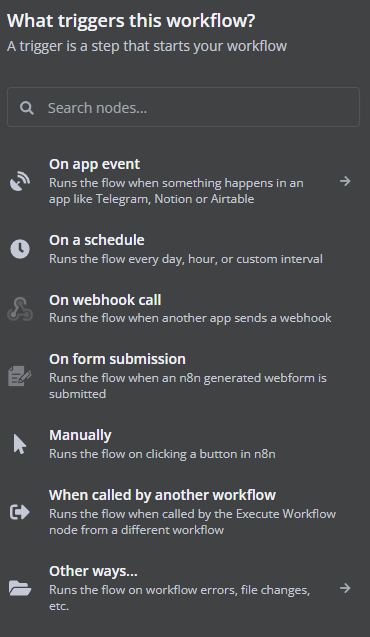 What triggers this workflow?
A trigger is a step that starts your workflow
Search nodes...
On app event
Runs the flow when something happens in an
app like Telegram, Notion or Airtable
On a schedule
Runs the flow every day, hour, or custom interval
On webhook call
Runs the flow when another app sends a webhook
On form submission
Runs the flow when an n8n generated webform is
submitted
Manually
Runs the flow on clicking a button in n8n
When called by another workflow
Runs the flow when called by the Execute Workflow
node from a different workflow
Other ways...
Runs the flow on workflow errors, file changes,
etc.